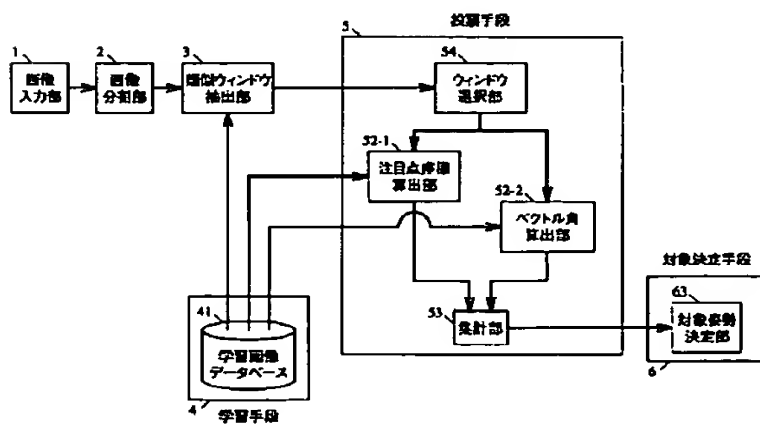 投票手段
5
1
画像
入力部
2
画像
分割部
3
類似ウィンドウ
抽出部
54
ウィンドウ
選択部
52-1
注目点座標
算出部
52-2
ベクトル角
算出部
53
集計部
対象決定手段
63
対象姿勢
決定部
6
41
学習画像
データベース
4
学習手段